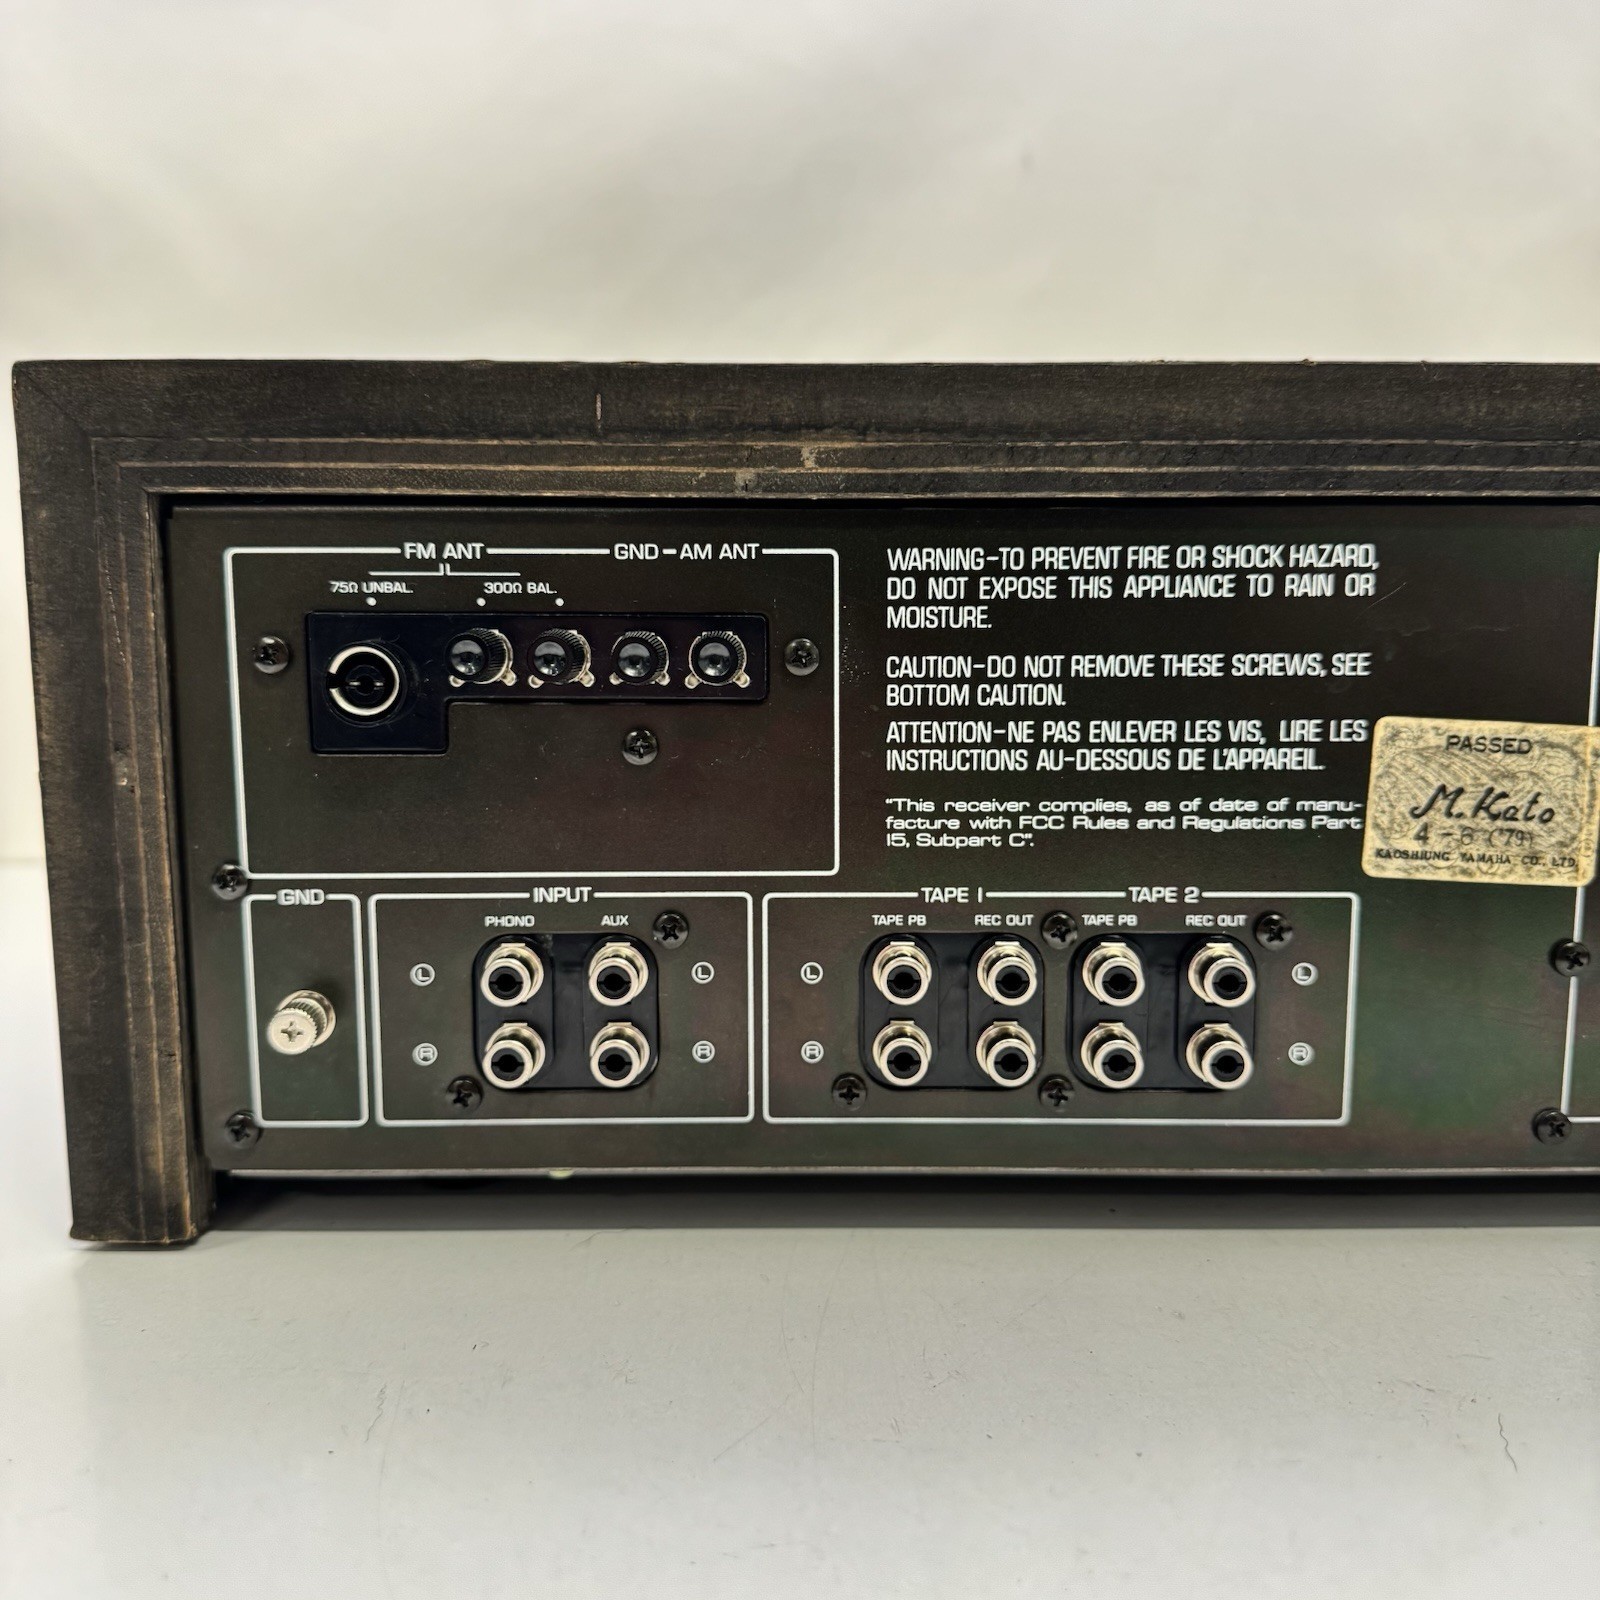 FM ANT
GND-AM ANT
75Ω UNBAL.
300Ω BAL.
WARNING-TO PREVENT FIRE OR SHOCK HAZARD,
DO NOT EXPOSE THIS APPLIANCE TO RAIN OR
MOISTURE.
CAUTION-DO NOT REMOVE THESE SCREWS, SEE
BOTTOM CAUTION.
ATTENTION-NE PAS ENLEVER LES VIS, LIRE LES
INSTRUCTIONS AU-DESSOUS DE L'APPAREIL.
"This receiver complies, as of date of manu-
facture with FCC Rules and Regulations Part
15, Subpart C".
PASSED
M.Kato
4-6 ('79)
KAOSHIUNG YAMAHA CO., LTD.
GND
INPUT
PHONO
AUX
L
L
R
R
TAPE 1
TAPE 2
TAPE PB
REC OUT
TAPE PB
REC OUT
L
L
R
R